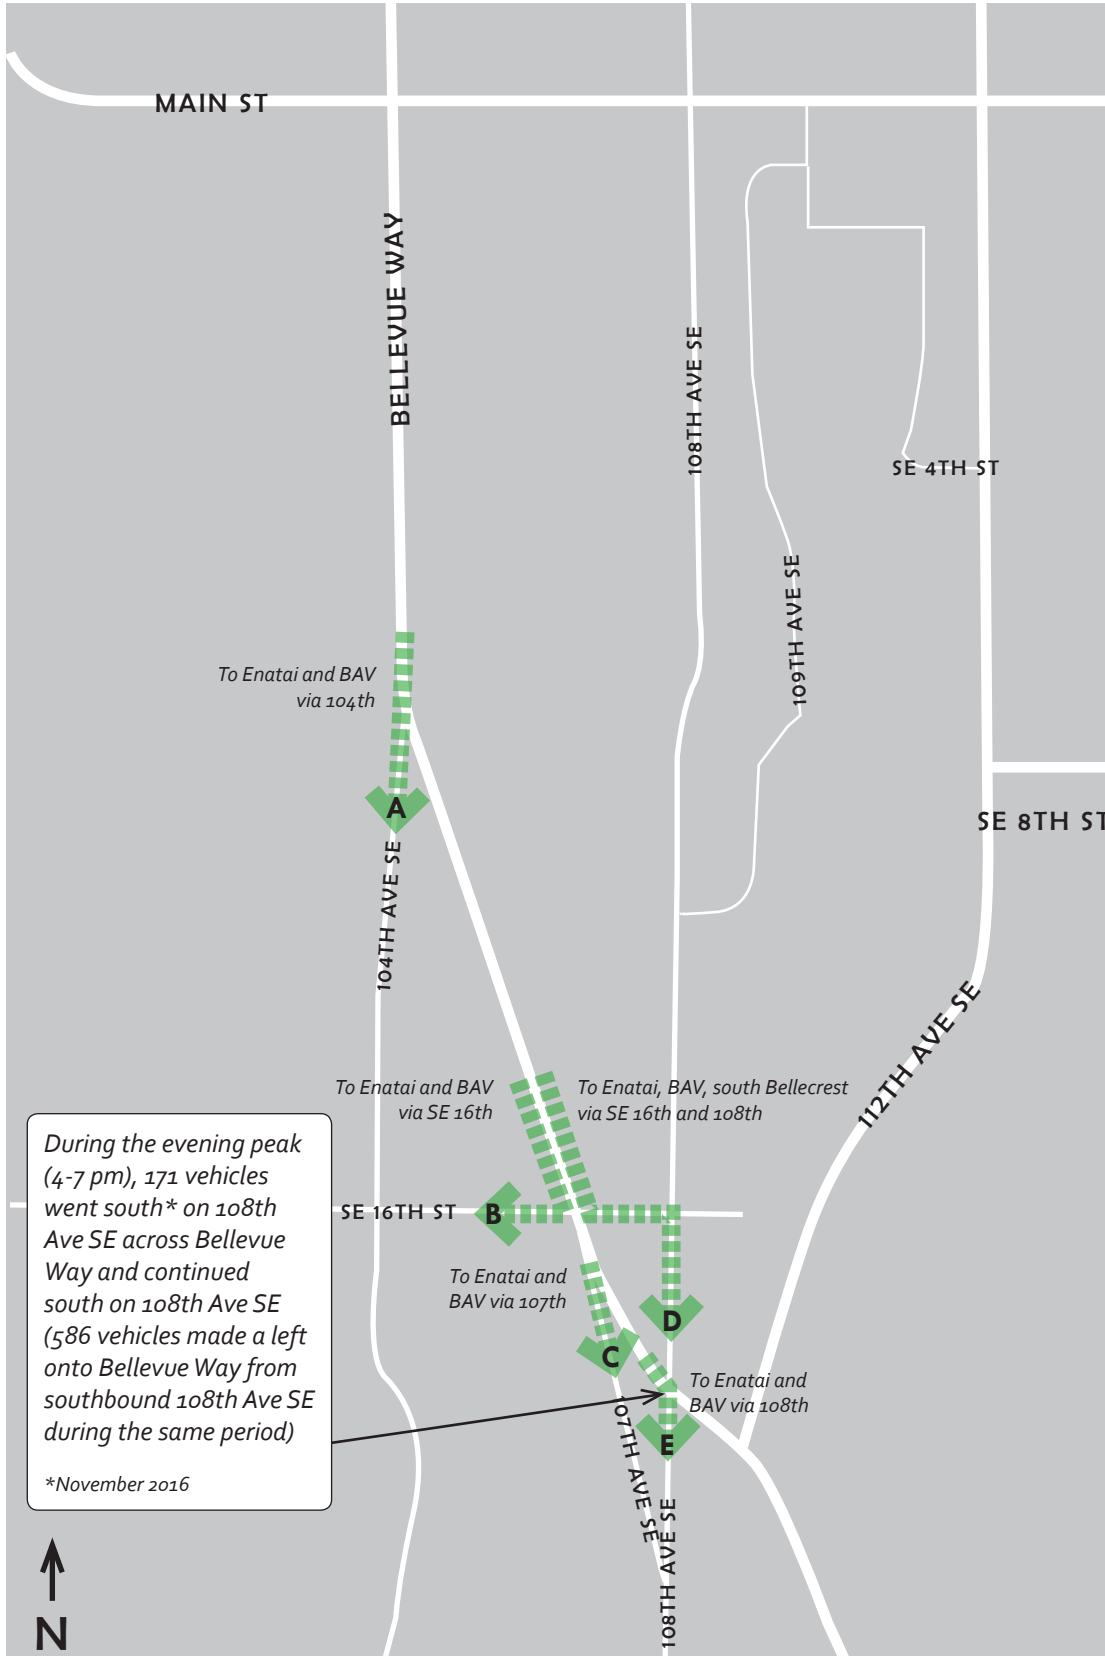 MAIN ST
BELLEVUE WAY
108TH AVE SE
SE 4TH ST
109TH AVE SE
To Enatai and BAV
via 104th
A
SE 8TH ST
104TH AVE SE
112TH AVE SE
To Enatai and BAV
via SE 16th
To Enatai, BAV, south Bellecrest
via SE 16th and 108th
During the evening peak
(4-7 pm), 171 vehicles
went south* on 108th
Ave SE across Bellevue
Way and continued
south on 108th Ave SE
(586 vehicles made a left
onto Bellevue Way from
southbound 108th Ave SE
during the same period)
*November 2016
SE 16TH ST
B
To Enatai and
BAV via 107th
D
C
To Enatai and
BAV via 108th
E
107TH AVE SE
108TH AVE SE
N